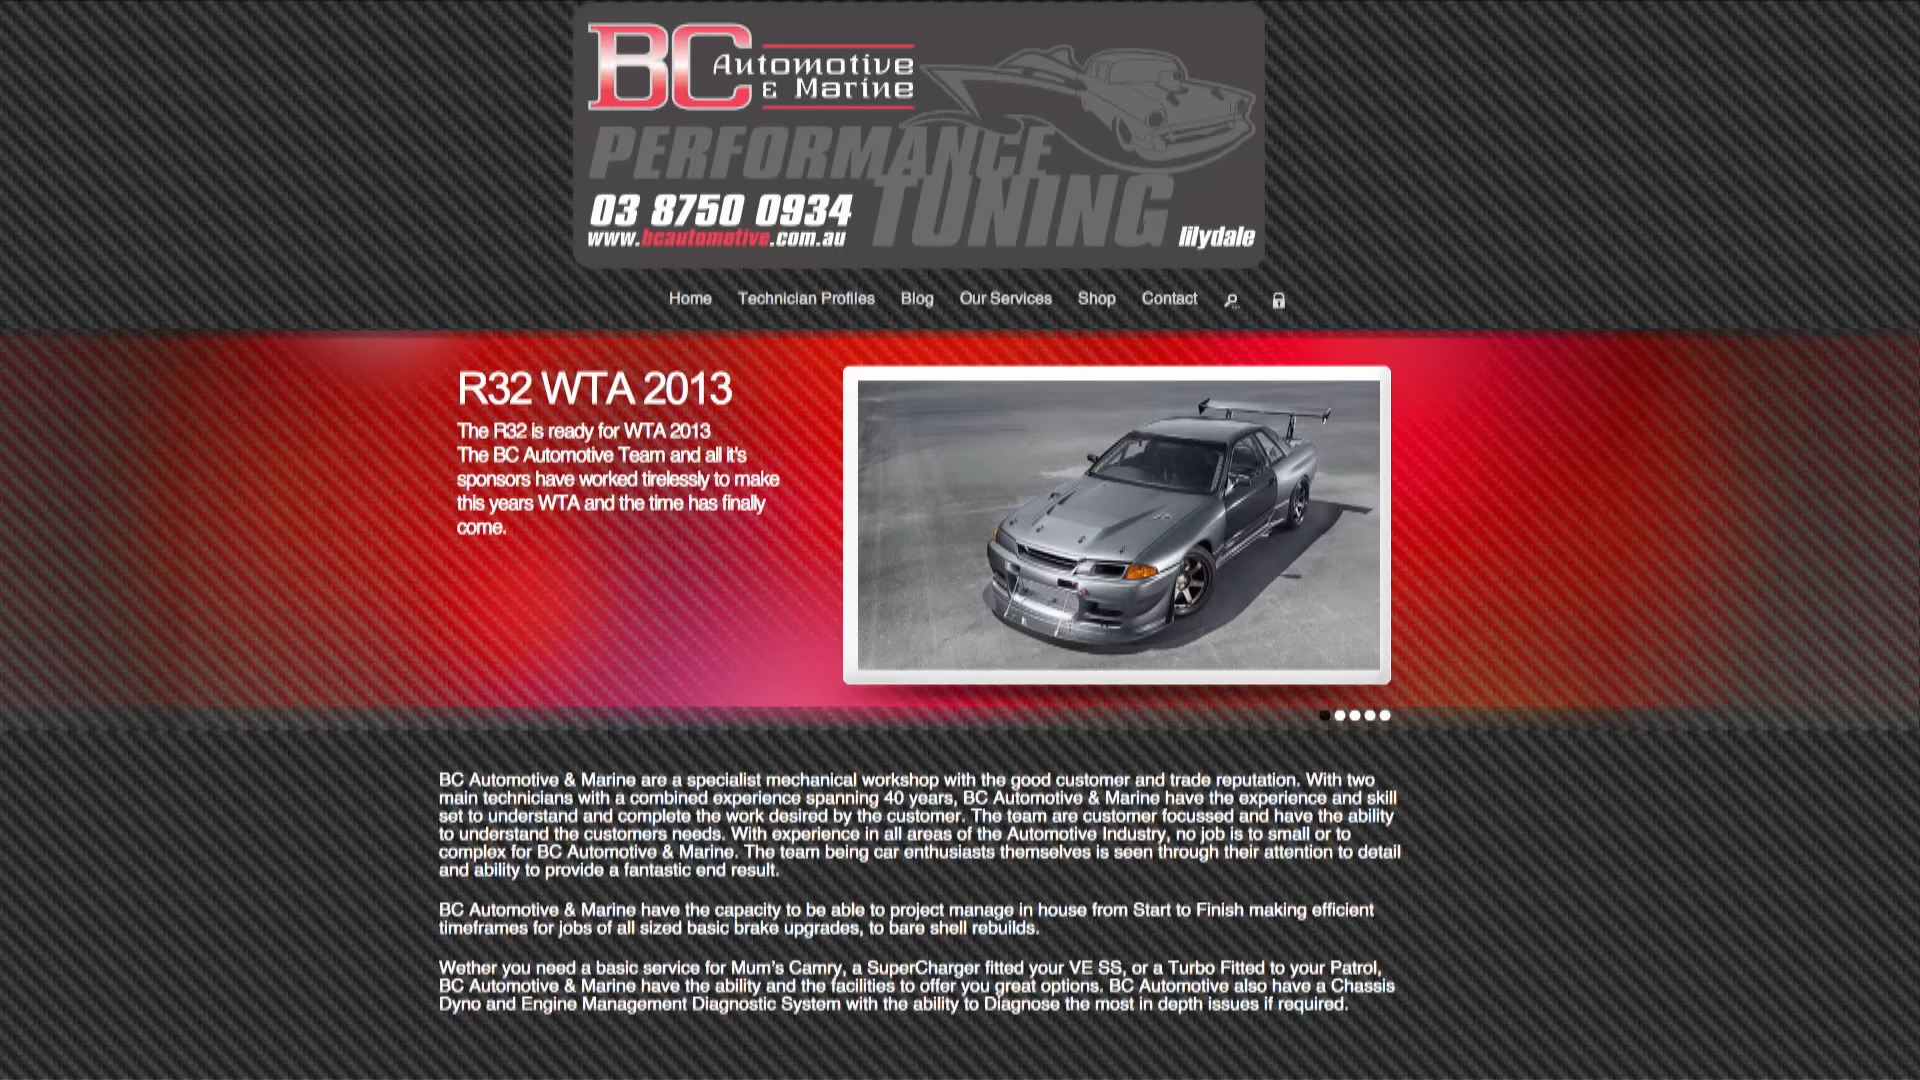 BC Automotive
& Marine
PERFORMANCE
TUNING
03 8750 0934
www.bcautomotive.com.au
lilydale
Home Technician Profiles Blog Our Services Shop Contact
R32 WTA 2013
The R32 is ready for WTA 2013
The BC Automotive Team and all it's
sponsors have worked tirelessly to make
this years WTA and the time has finally
come.
BC Automotive & Marine are a specialist mechanical workshop with the good customer and trade reputation. With two
main technicians with a combined experience spanning 40 years, BC Automotive & Marine have the experience and skill
set to understand and complete the work desired by the customer. The team are customer focussed and have the ability
to understand the customers needs. With experience in all areas of the Automotive Industry, no job is to small or to
complex for BC Automotive & Marine. The team being car enthusiasts themselves is seen through their attention to detail
and ability to provide a fantastic end result.
BC Automotive & Marine have the capacity to be able to project manage in house from Start to Finish making efficient
timeframes for jobs of all sized basic brake upgrades, to bare shell rebuilds.
Wether you need a basic service for Mum's Camry, a SuperCharger fitted your VE SS, or a Turbo Fitted to your Patrol,
BC Automotive & Marine have the ability and the facilities to offer you great options. BC Automotive also have a Chassis
Dyno and Engine Management Diagnostic System with the ability to Diagnose the most in depth issues if required.